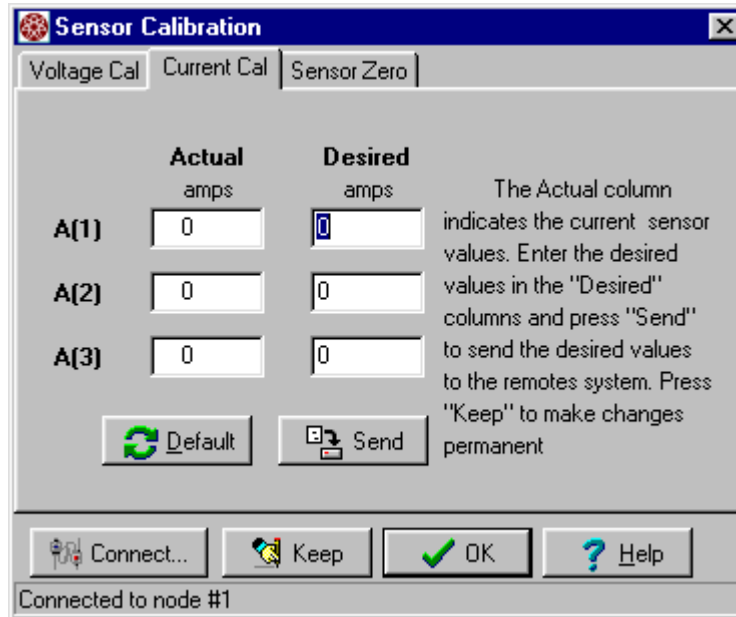 Sensor Calibration
Voltage Cal Current Cal Sensor Zero
Actual Desired
amps amps
A(1) 0 0
A(2) 0 0
A(3) 0 0
The Actual column
indicates the current sensor
values. Enter the desired
values in the "Desired"
columns and press "Send"
to send the desired values
to the remotes system. Press
"Keep" to make changes
permanent
Default Send
Connect... Keep OK Help
Connected to node #1